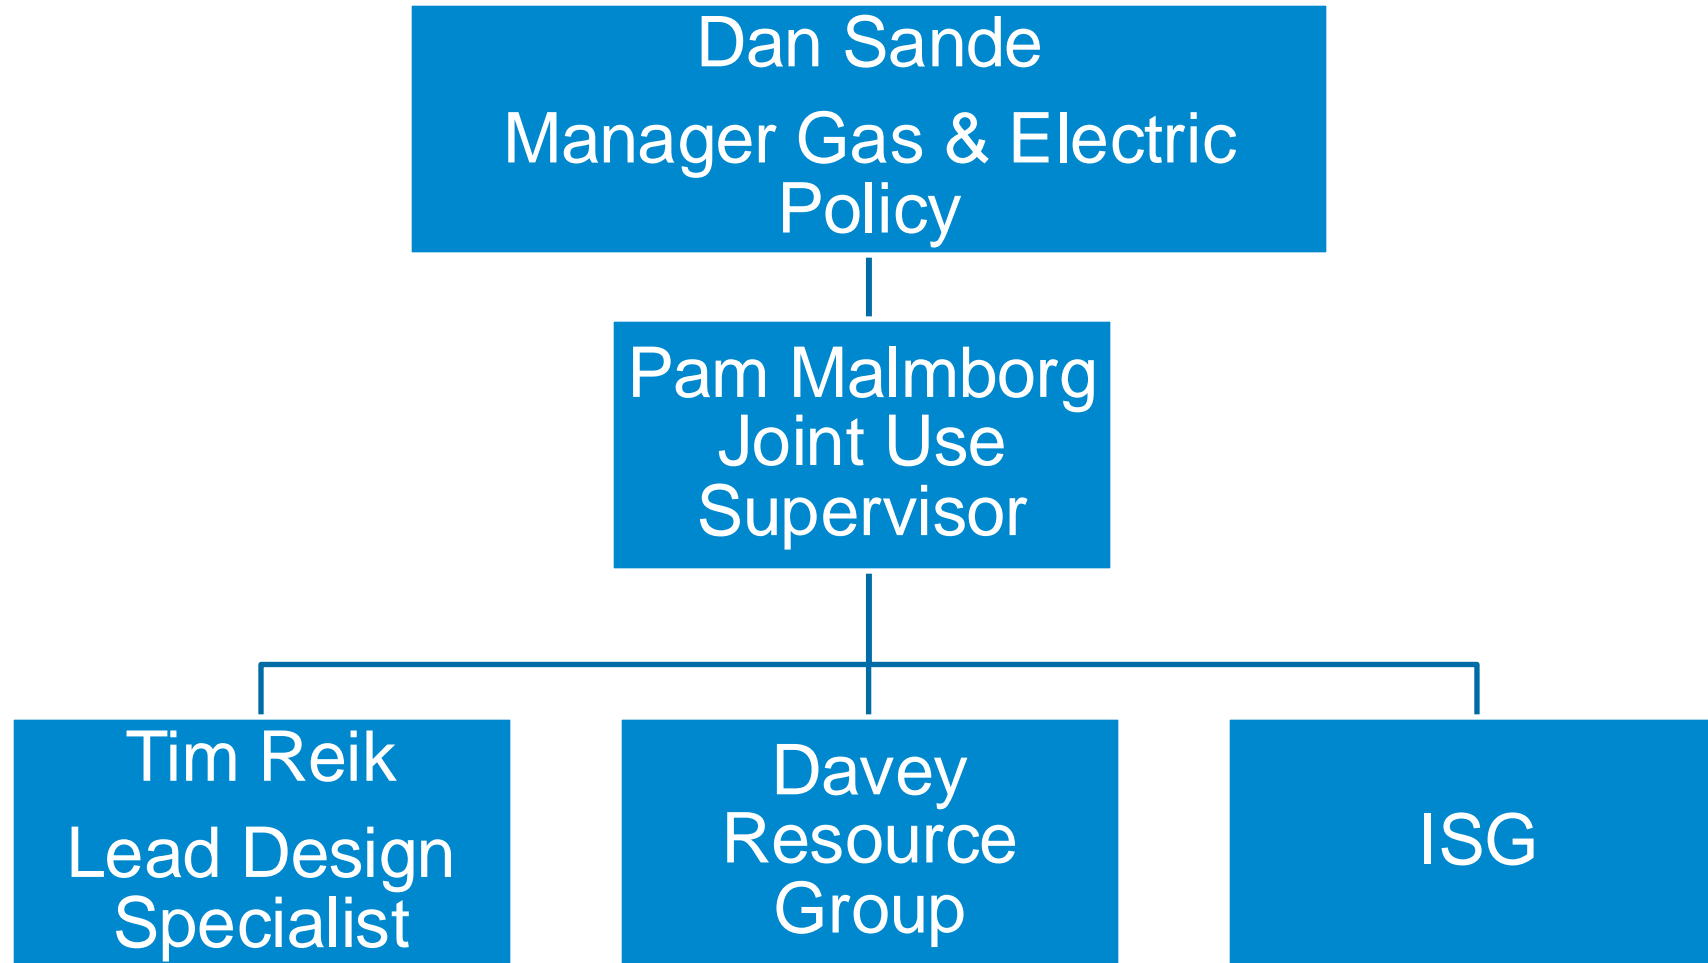 Dan Sande
Manager Gas & Electric
Policy
Pam Malmborg
Joint Use
Supervisor
Tim Reik
Lead Design
Specialist
Davey
Resource
Group
ISG